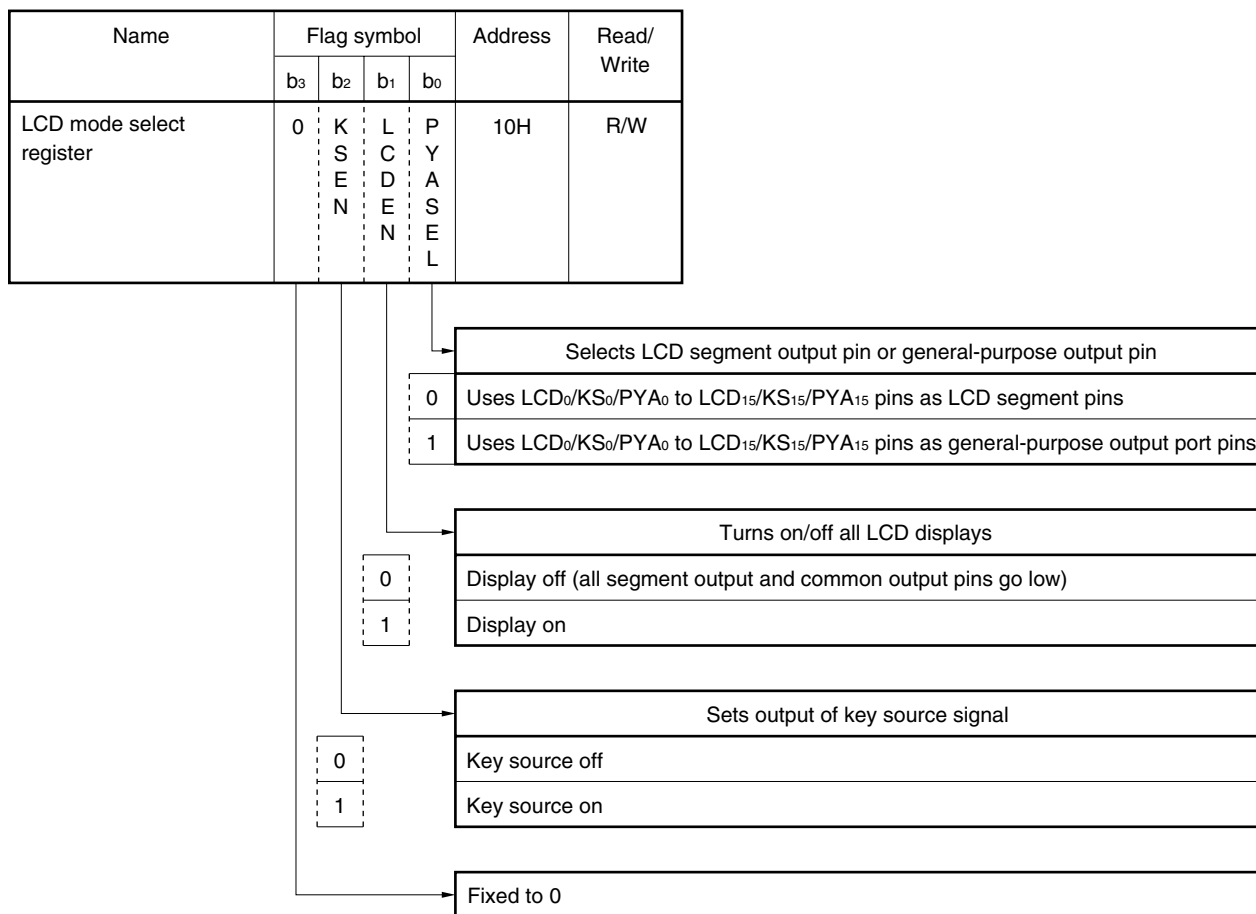 Name Flag symbol Address Read/
Write
b3 b2 b1 b0
LCD mode select register 0 KSEN LCDEN PYASEL 10H R/W
Selects LCD segment output pin or general-purpose output pin
0 Uses LCD0/KS0/PYA0 to LCD15/KS15/PYA15 pins as LCD segment pins
1 Uses LCD0/KS0/PYA0 to LCD15/KS15/PYA15 pins as general-purpose output port pins
Turns on/off all LCD displays
0 Display off (all segment output and common output pins go low)
1 Display on
Sets output of key source signal
0 Key source off
1 Key source on
Fixed to 0